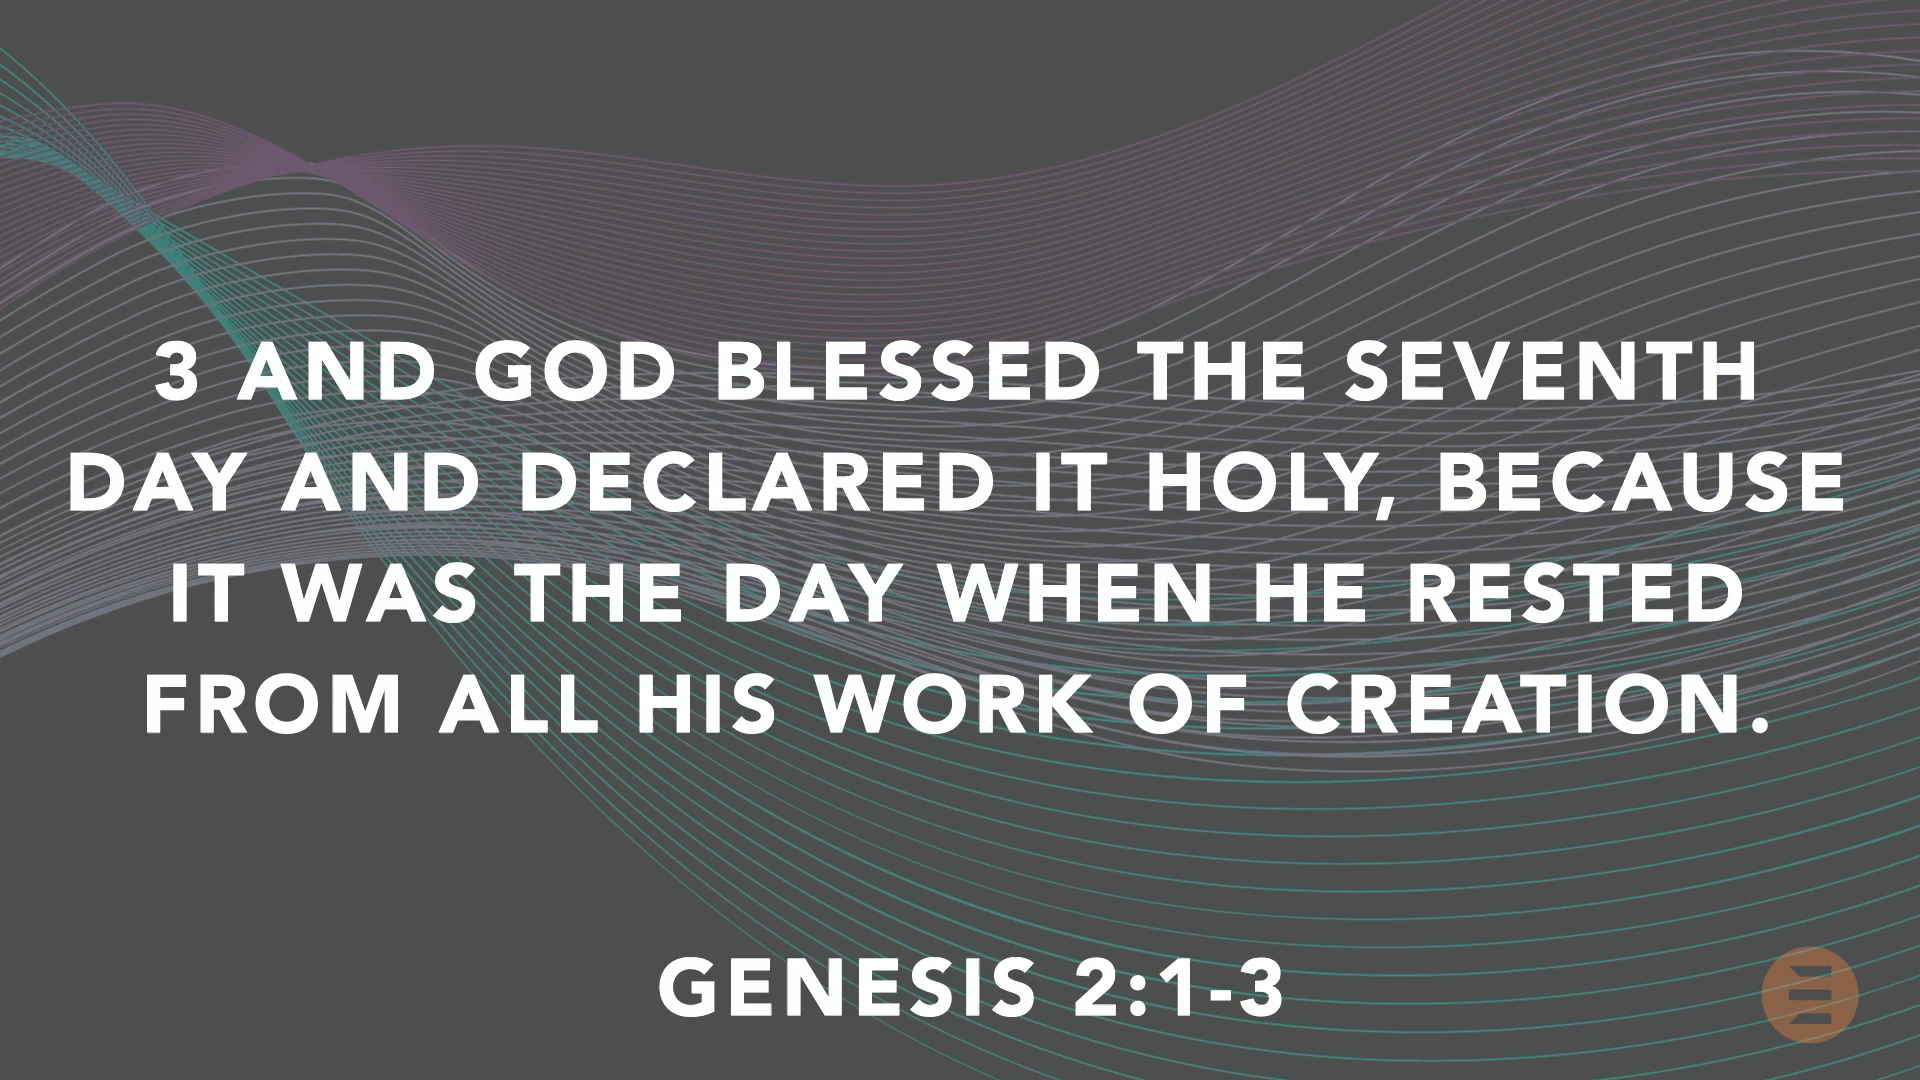 3 AND GOD BLESSED THE SEVENTH
DAY AND DECLARED IT HOLY, BECAUSE
IT WAS THE DAY WHEN HE RESTED
FROM ALL HIS WORK OF CREATION.
GENESIS 2:1-3